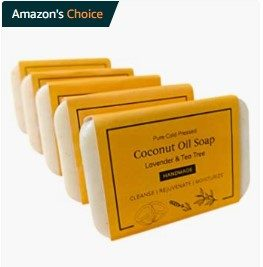 Amazon's Choice
Pure Cold Pressed
Coconut Oil Soap
Lavender & Tea Tree
HANDMADE
CLEANSE | REJUVENATE | MOISTURIZE